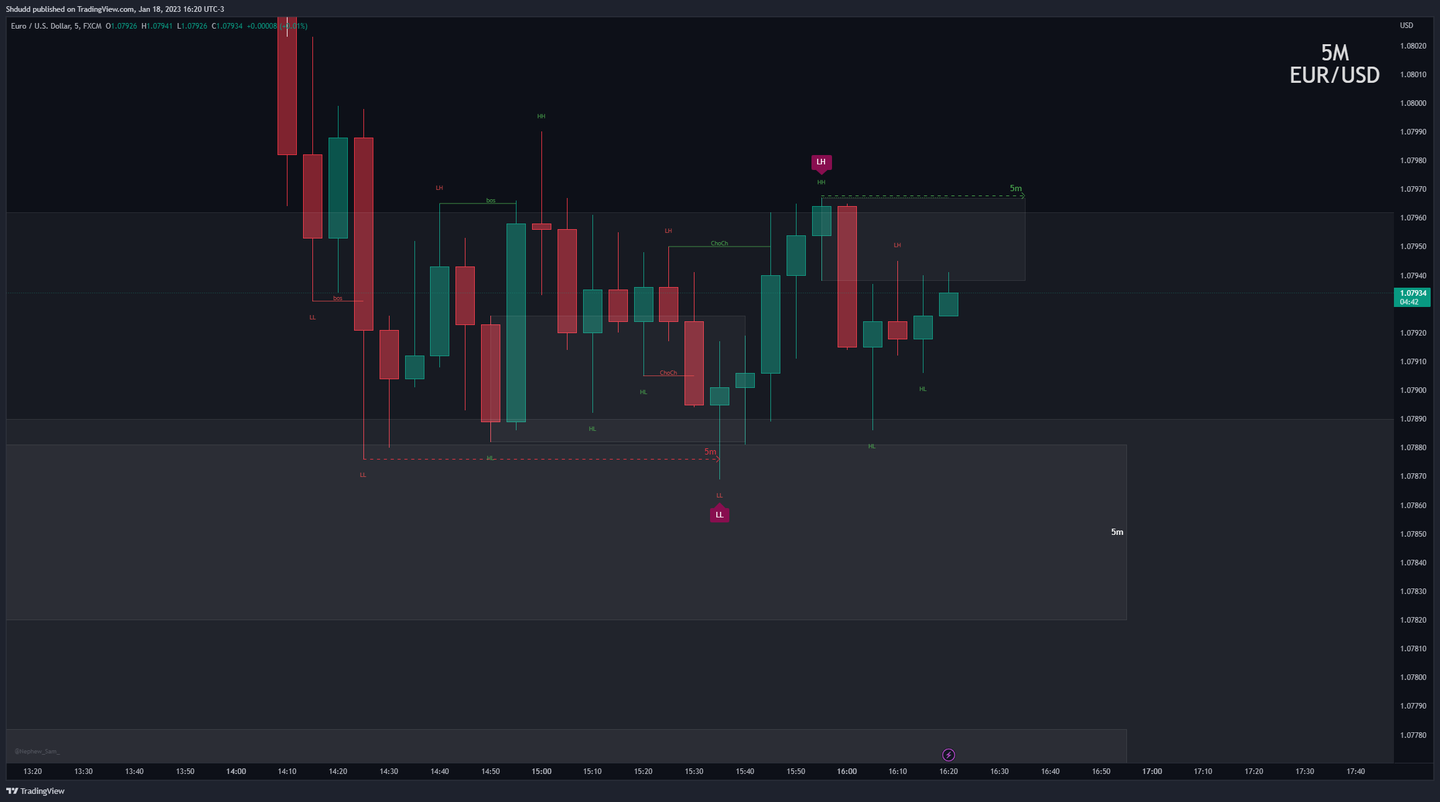 Shdudd published on TradingView.com, Jan 18, 2023 16:20 UTC-3
Euro / U.S. Dollar, 5, FXCM O1.07926 H1.07941 L1.07926 C1.07934 +0.00008 (+0.01%)
USD
5M
EUR/USD
1.08020
1.08010
1.08000
1.07990
1.07980
1.07970
1.07960
1.07950
1.07940
1.07934
04:42
1.07920
1.07910
1.07900
1.07890
1.07880
1.07870
1.07860
1.07850
1.07840
1.07830
1.07820
1.07810
1.07800
1.07790
1.07780
HH
LH
HH
LH
5m
bos
LH
ChoCh
LH
bos
LL
ChoCh
HL
HL
HL
HL
5m
HL
LL
LL
LL
5m
@nephew_Sam_
13:20 13:30 13:40 13:50 14:00 14:10 14:20 14:30 14:40 14:50 15:00 15:10 15:20 15:30 15:40 15:50 16:00 16:10 16:20 16:30 16:40 16:50 17:00 17:10 17:20 17:30 17:40
TradingView